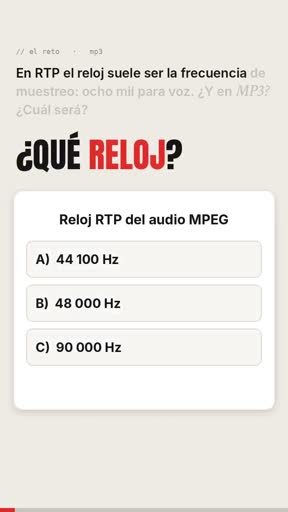 // el reto · mp3
En RTP el reloj suele ser la frecuencia de
muestreo: ocho mil para voz. ¿Y en MP3?
¿Cuál será?
¿QUÉ RELOJ?
Reloj RTP del audio MPEG
A) 44 100 Hz
B) 48 000 Hz
C) 90 000 Hz